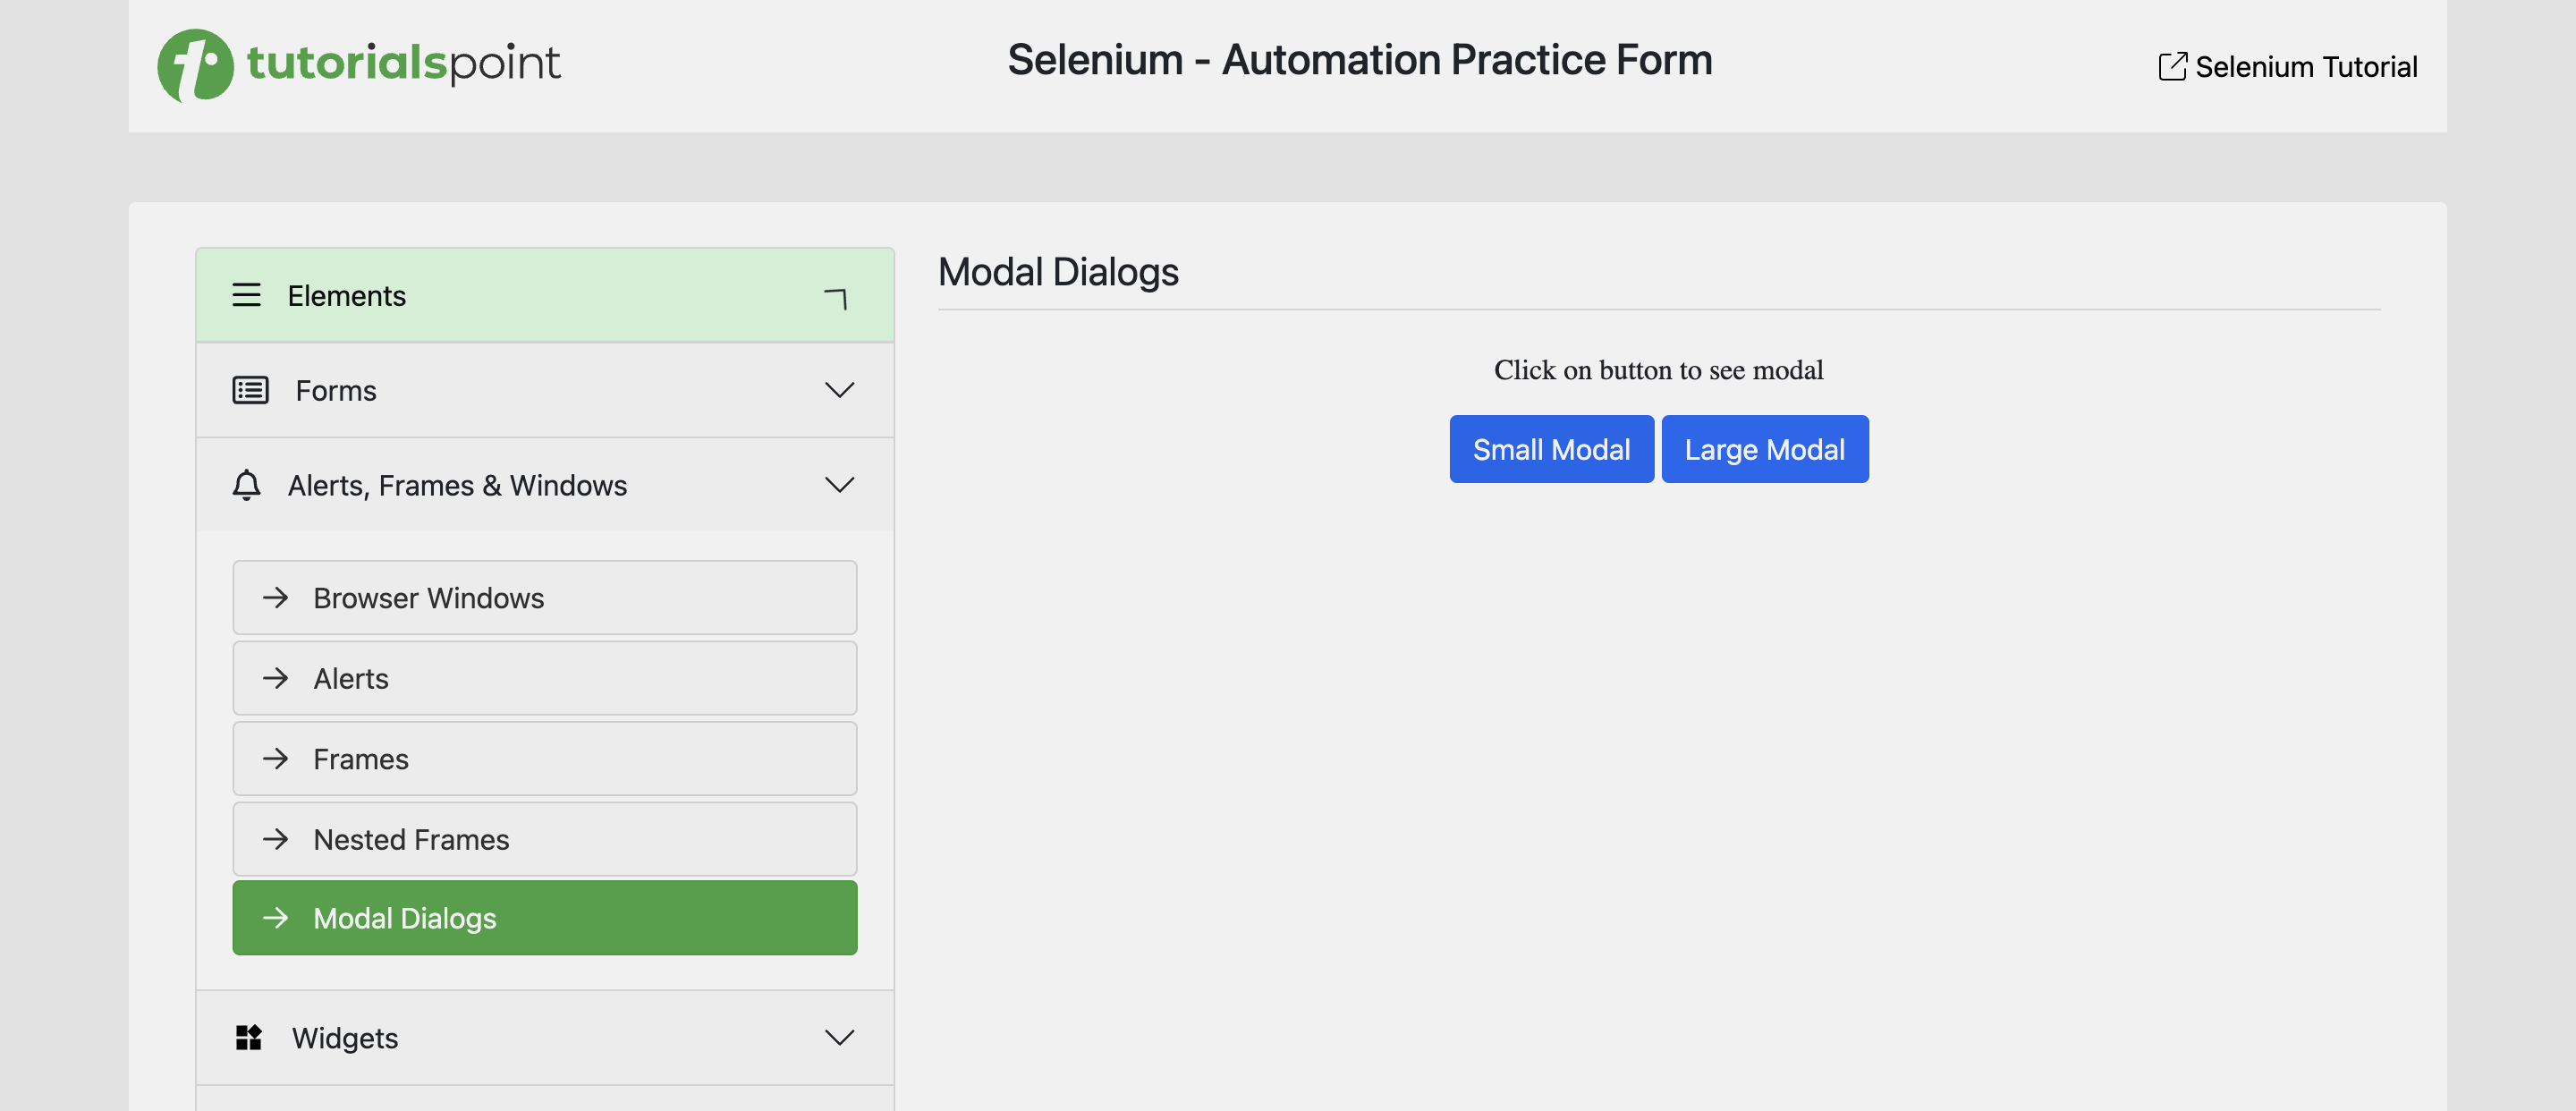 tutorialspoint
Selenium - Automation Practice Form
Selenium Tutorial
Elements
Forms
Alerts, Frames & Windows
Browser Windows
Alerts
Frames
Nested Frames
Modal Dialogs
Widgets
Modal Dialogs
Click on button to see modal
Small Modal
Large Modal